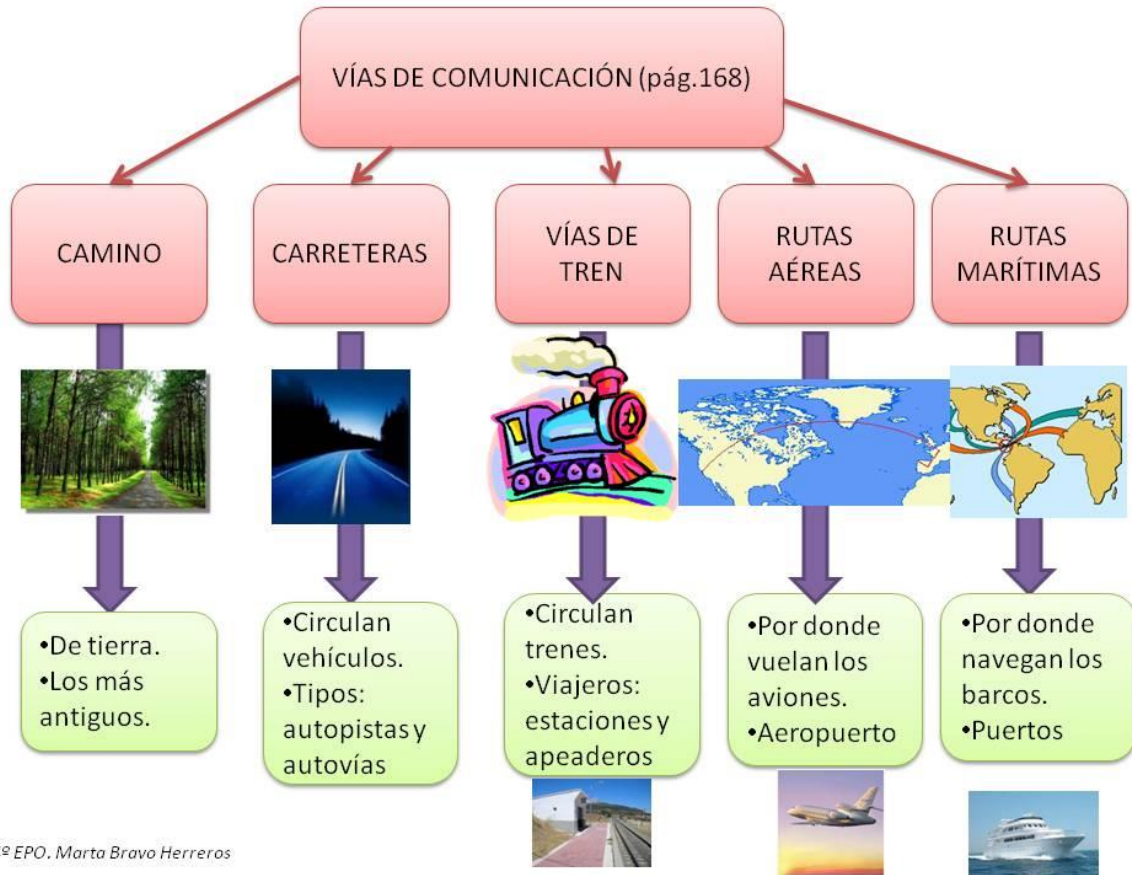 VÍAS DE COMUNICACIÓN (pág.168)
CAMINO
CARRETERAS
VÍAS DE
TREN
RUTAS
AÉREAS
RUTAS
MARÍTIMAS
•De tierra.
•Los más
antiguos.
•Circulan
vehículos.
•Tipos:
autopistas y
autovías
•Circulan
trenes.
•Viajeros:
estaciones y
apeaderos
•Por donde
vuelan los
aviones.
•Aeropuerto
•Por donde
navegan los
barcos.
•Puertos
º EPO. Marta Bravo Herreros